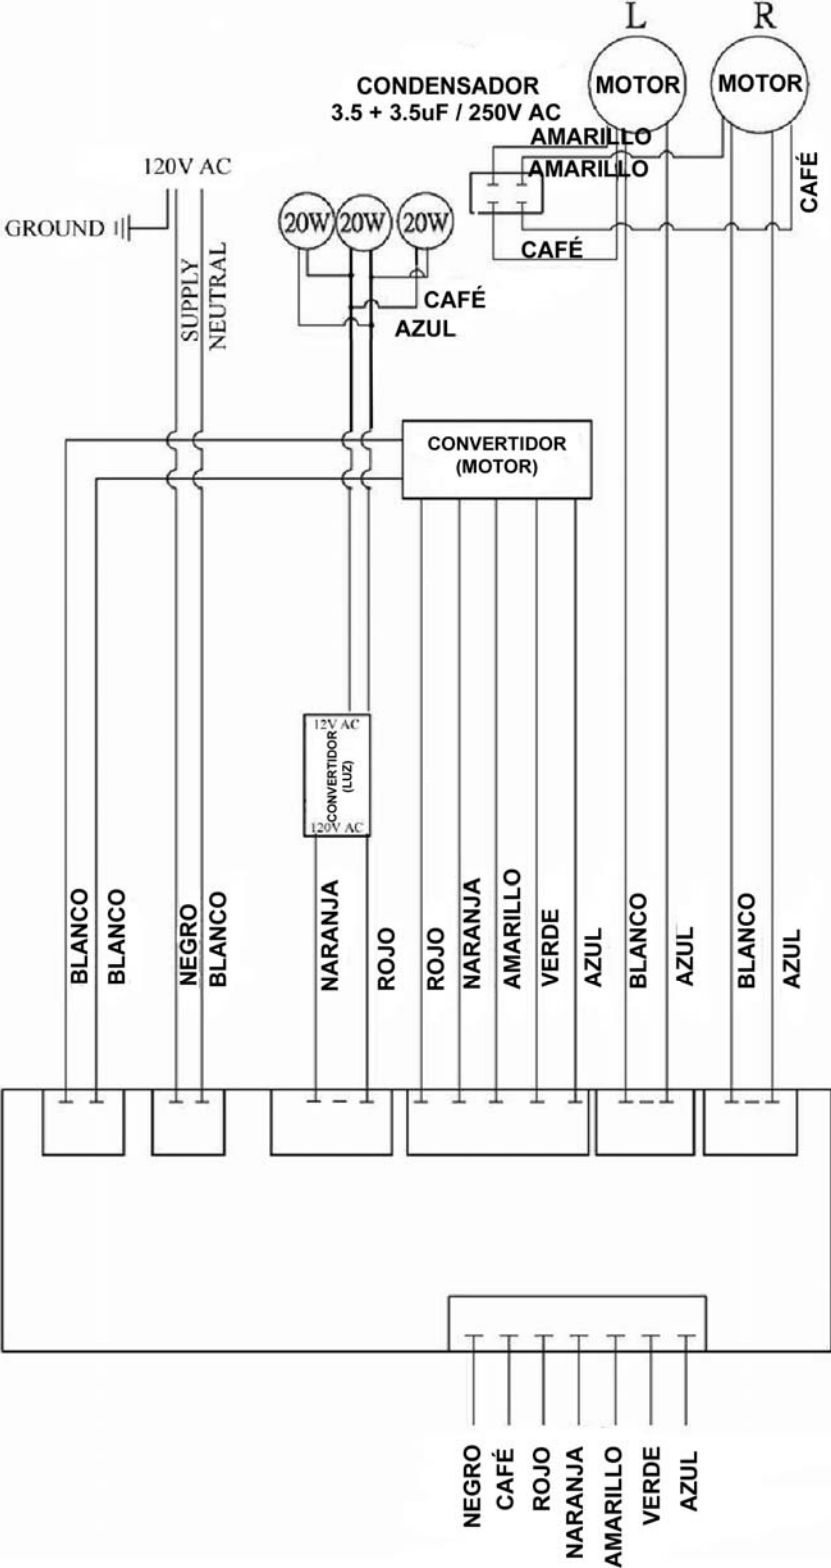 L
R
MOTOR
MOTOR
CONDENSADOR
3.5 + 3.5uF / 250V AC
AMARILLO
AMARILLO
CAFÉ
CAFÉ
120V AC
GROUND
SUPPLY
NEUTRAL
20W
20W
20W
CAFÉ
AZUL
CONVERTIDOR
(MOTOR)
12V AC
CONVERTIDOR
(LUZ)
120V AC
BLANCO
BLANCO
NEGRO
BLANCO
NARANJA
ROJO
ROJO
NARANJA
AMARILLO
VERDE
AZUL
BLANCO
AZUL
BLANCO
AZUL
NEGRO
CAFÉ
ROJO
NARANJA
AMARILLO
VERDE
AZUL